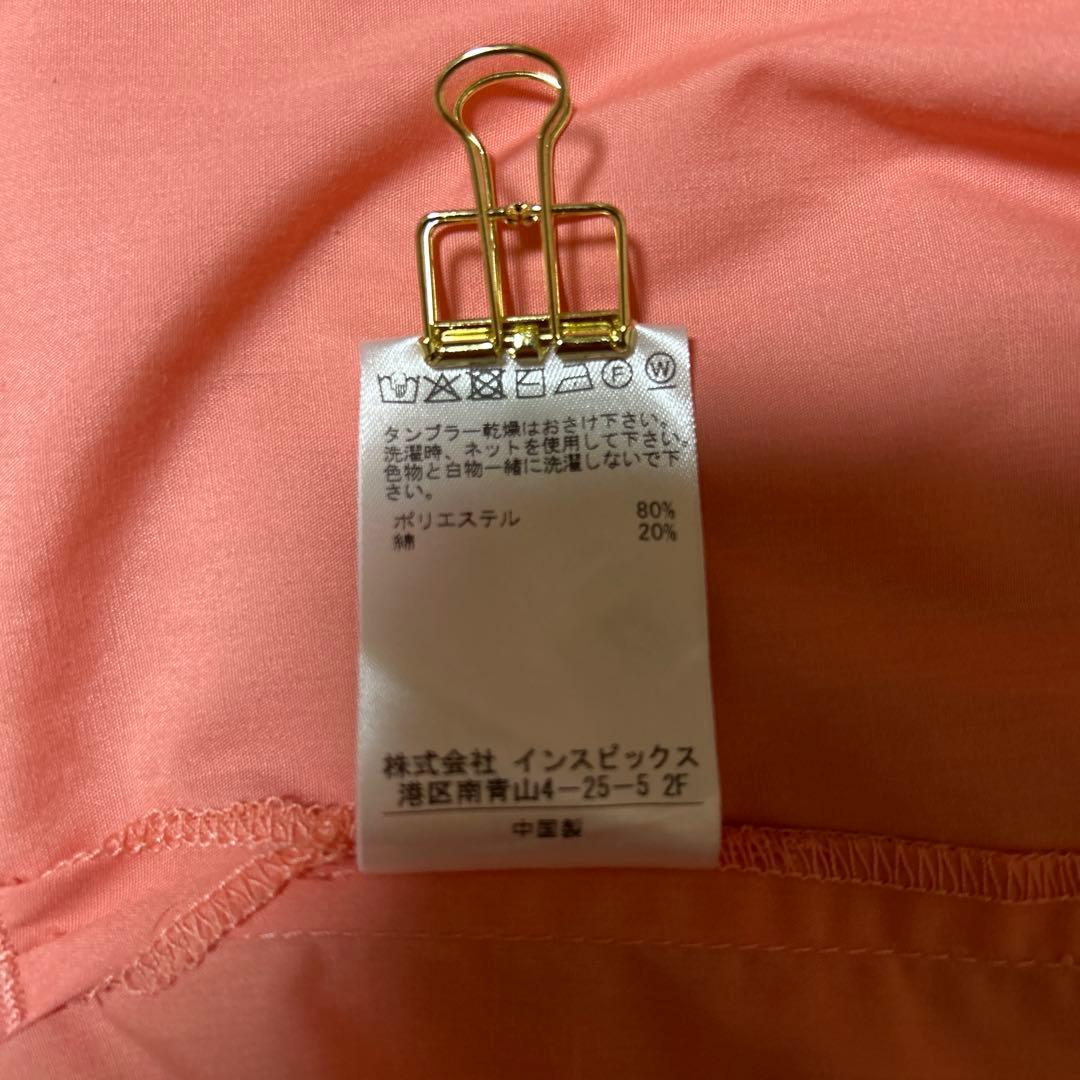 F W
タンブラー乾燥はおさけ下さい。
洗濯時、ネットを使用して下さい。
色物と白物一緒に洗濯しないで下
さい。
ポリエステル 80%
綿 20%
株式会社 インスピックス
港区南青山4-25-5 2F
中国製